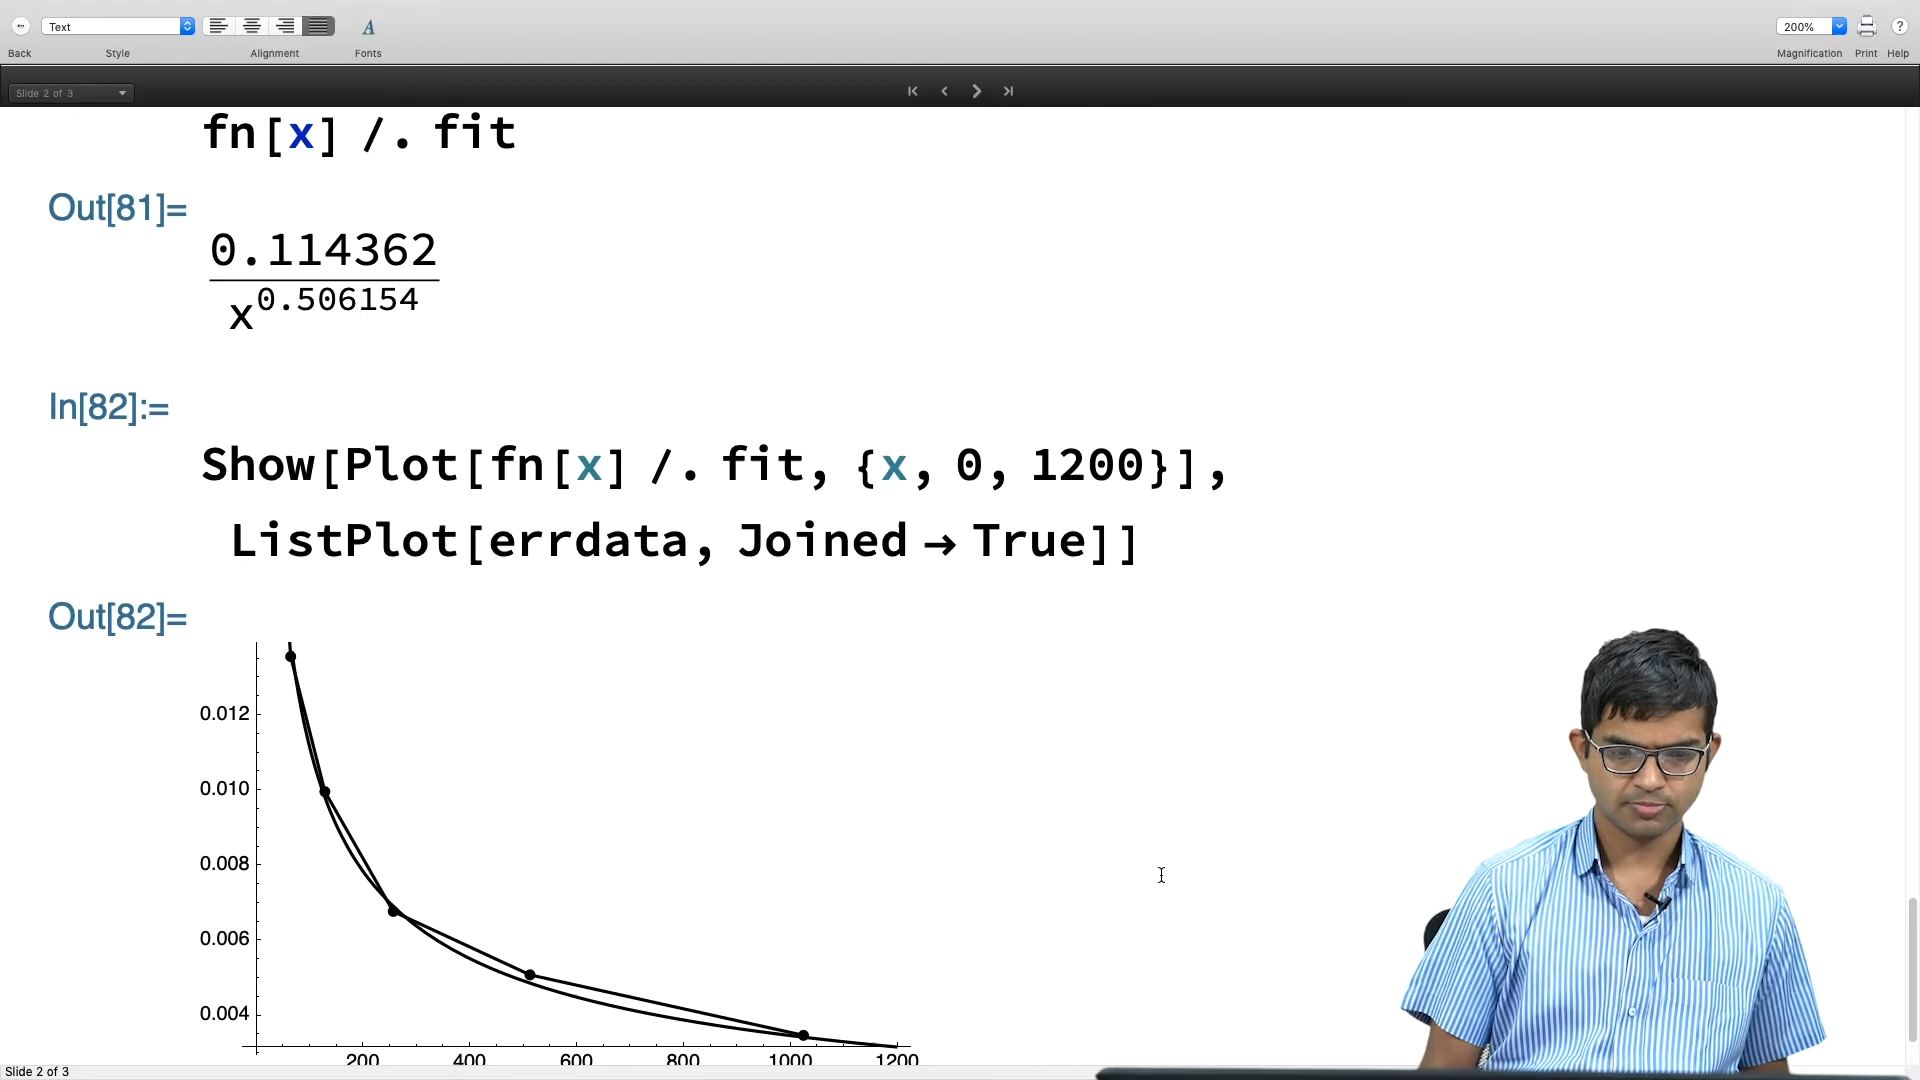 Text
200%
Back
Style
Alignment
Fonts
Magnification
Print
Help
Slide 2 of 3
fn[x] /. fit
Out[81]=
0.114362
x^0.506154
In[82]:=
Show[Plot[fn[x] /. fit, {x, 0, 1200}],
ListPlot[errdata, Joined → True]]
Out[82]=
0.012
0.010
0.008
0.006
0.004
200 400 600 800 1000 1200
Slide 2 of 3